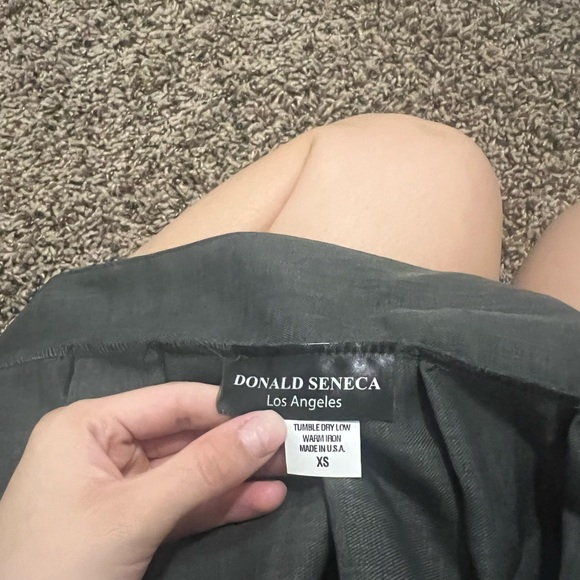 DONALD SENECA
Los Angeles
TUMBLE DRY LOW
WARM IRON
MADE IN U.S.A.
XS